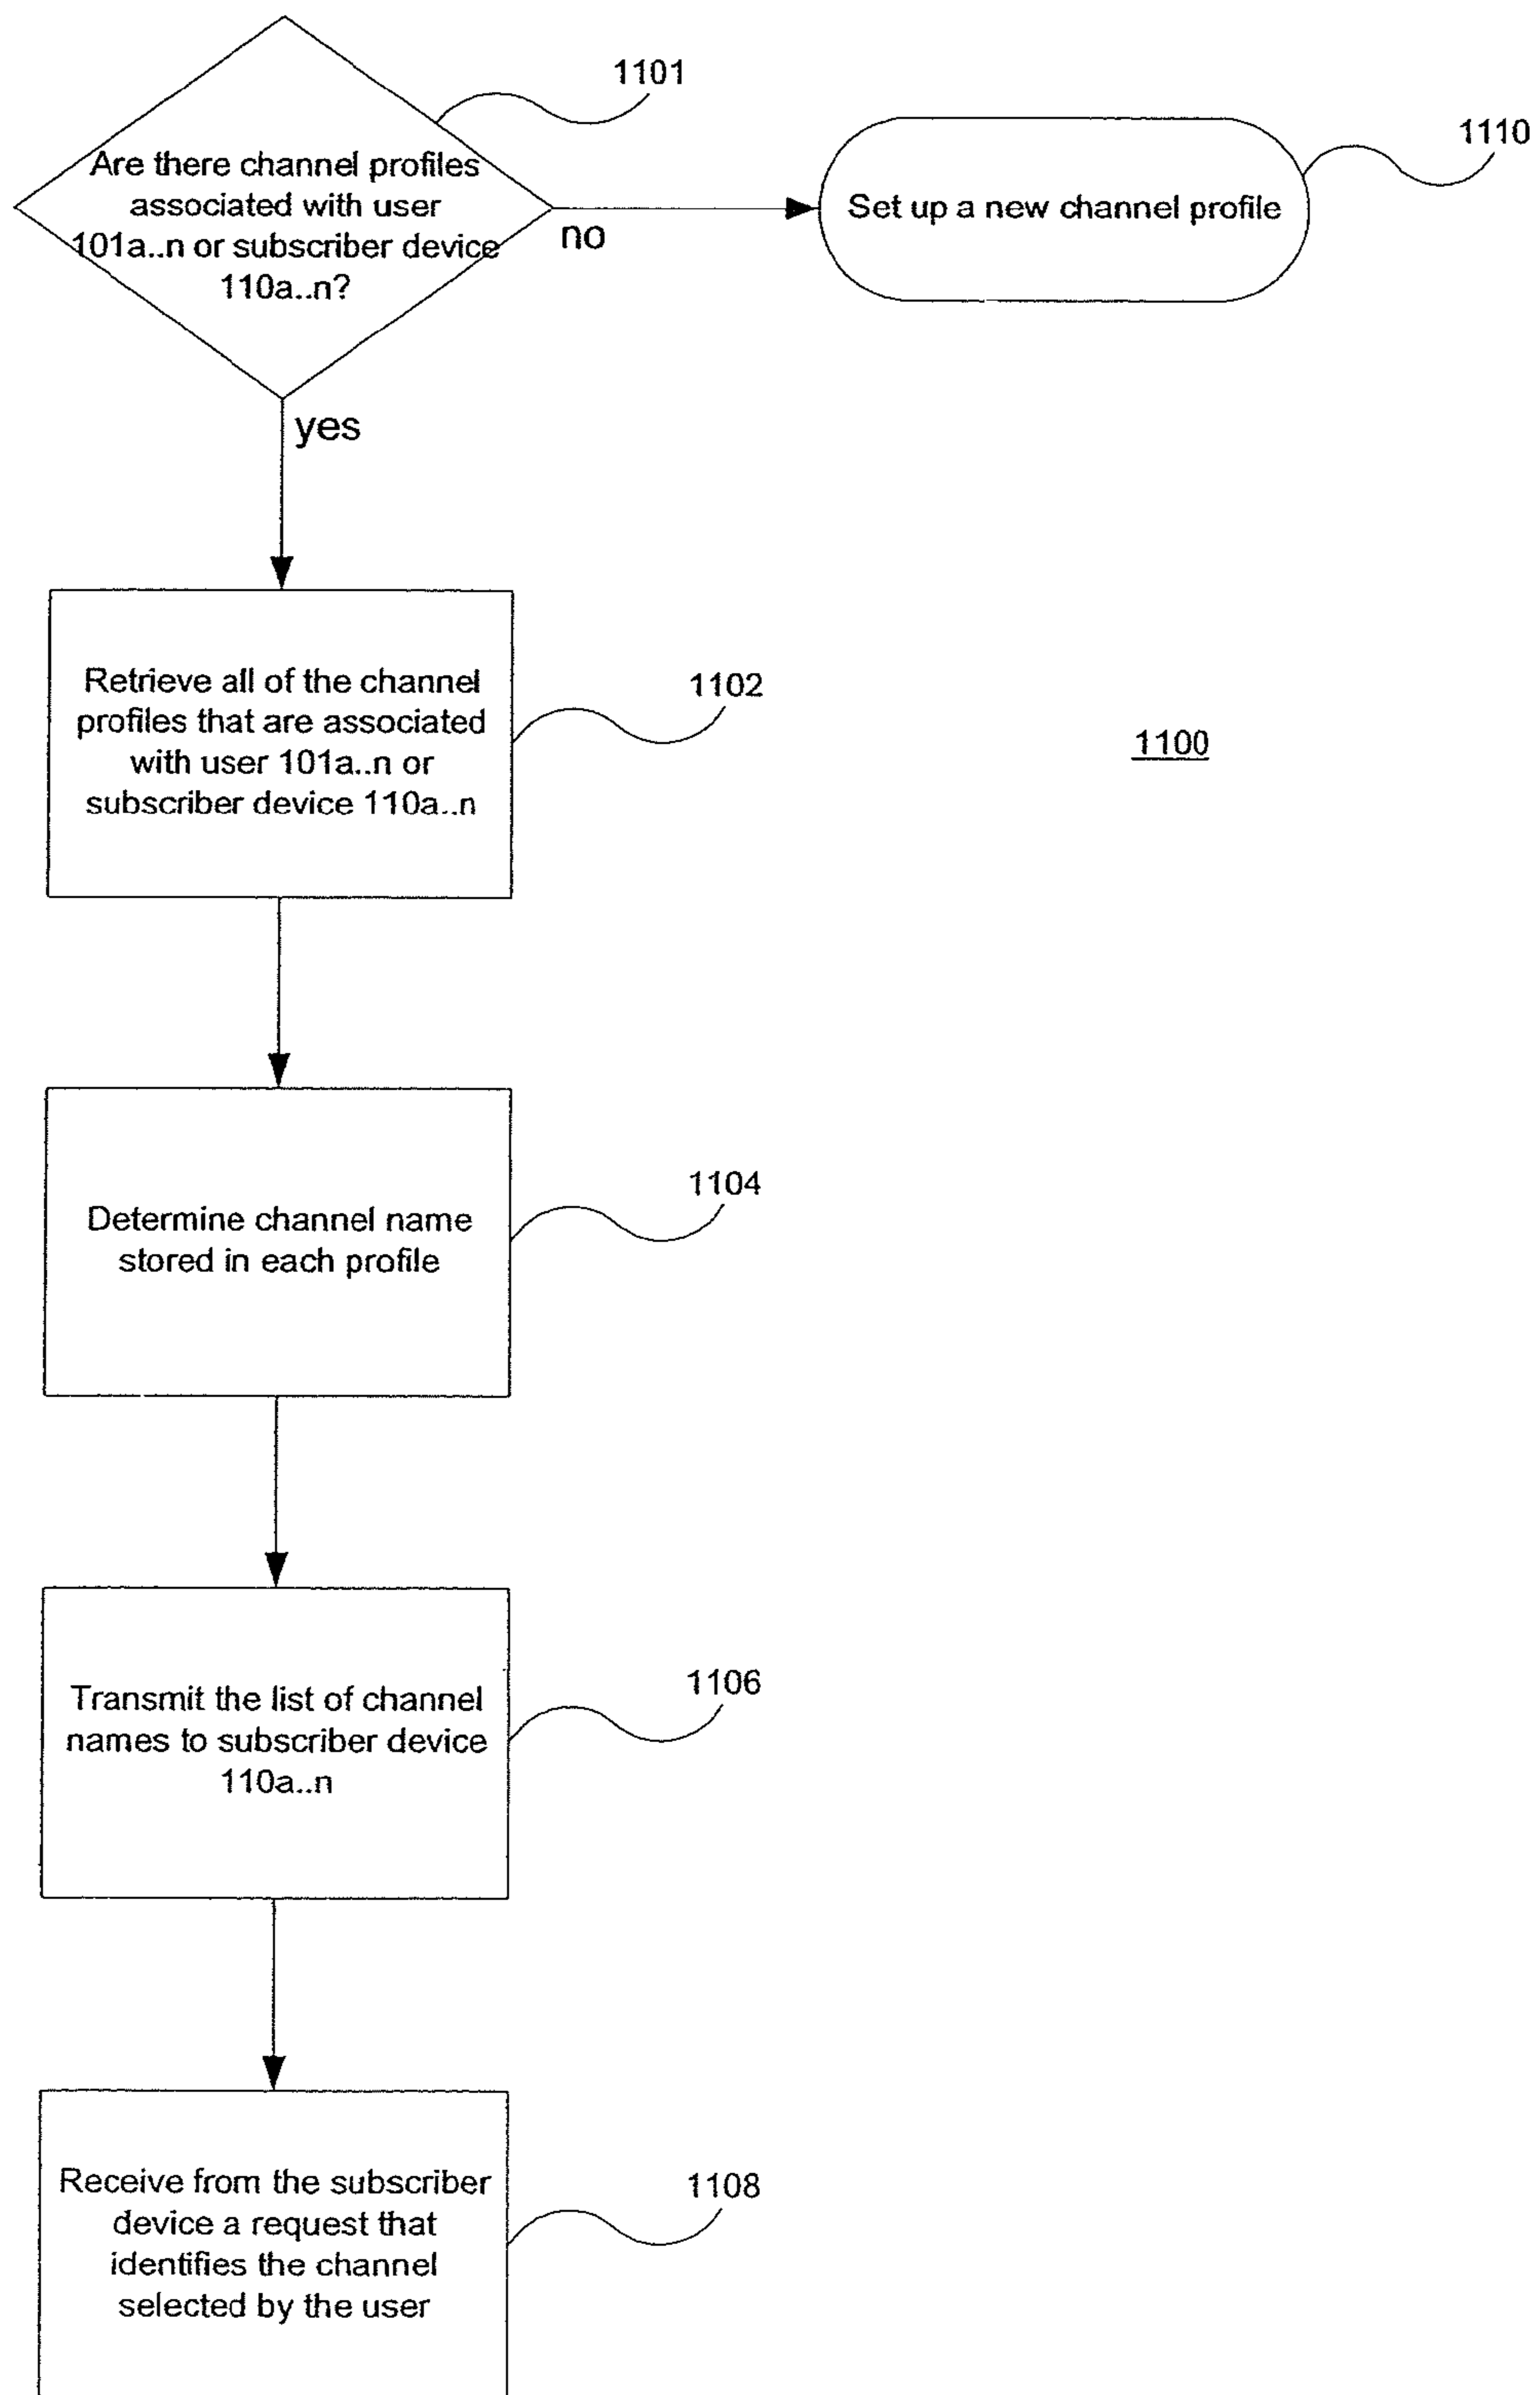 1101
Are there channel profiles
associated with user
101a..n or subscriber device
110a..n?
no
Set up a new channel profile
1110
yes
Retrieve all of the channel
profiles that are associated
with user 101a..n or
subscriber device 110a..n
1102
1100
Determine channel name
stored in each profile
1104
Transmit the list of channel
names to subscriber device
110a..n
1106
Receive from the subscriber
device a request that
identifies the channel
selected by the user
1108